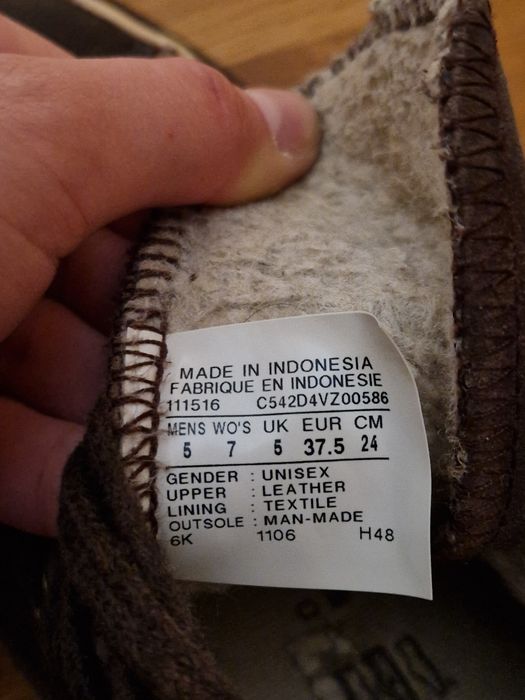 MADE IN INDONESIA
FABRIQUE EN INDONESIE
111516 C542D4VZ00586
MENS WO'S UK EUR CM
5 7 5 37.5 24
GENDER : UNISEX
UPPER : LEATHER
LINING : TEXTILE
OUTSOLE : MAN-MADE
6K 1106 H48